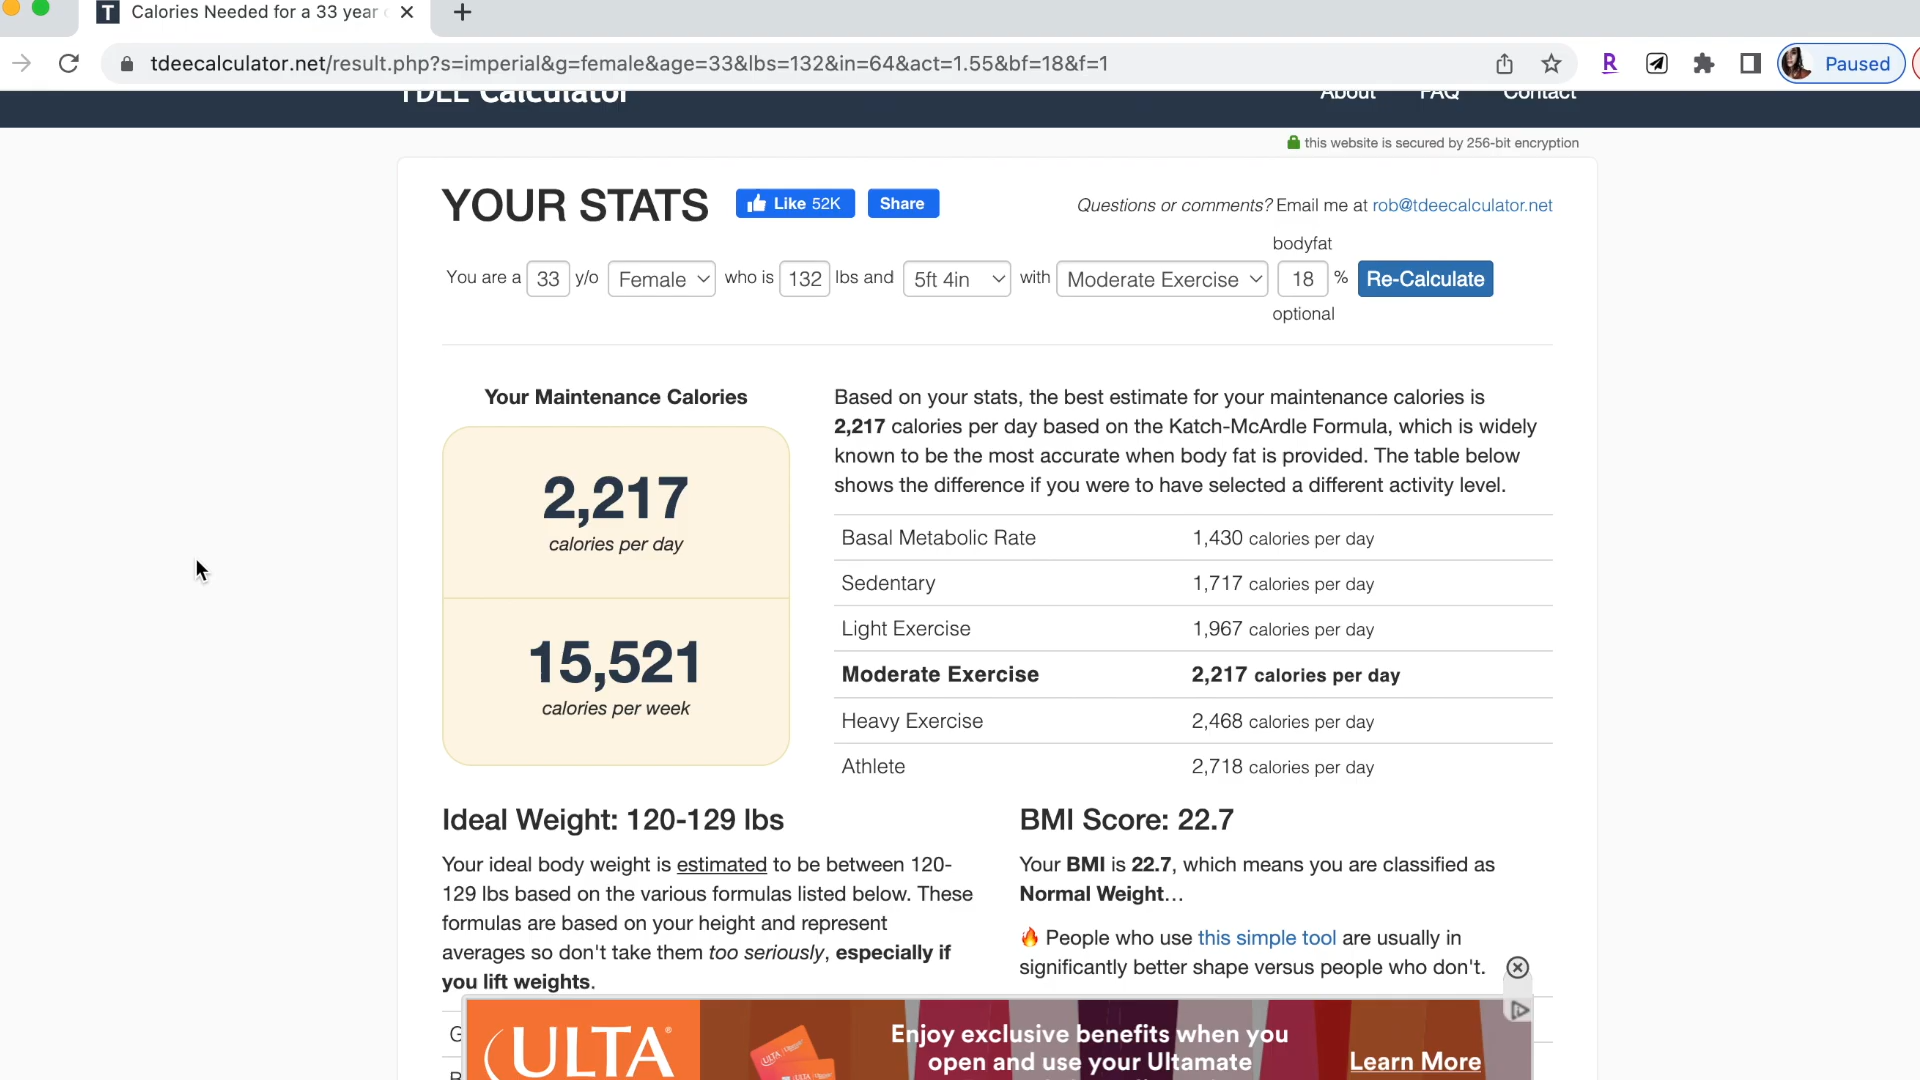 Calories Needed for a 33 year
tdeecalculator.net/result.php?s=imperial&g=female&age=33&lbs=132&in=64&act=1.55&bf=18&f=1
Paused
TDEE Calculator
About FAQ Contact
this website is secured by 256-bit encryption
YOUR STATS
Like 52K
Share
Questions or comments? Email me at rob@tdeecalculator.net
bodyfat
You are a 33 y/o Female who is 132 lbs and 5ft 4in with Moderate Exercise 18 % Re-Calculate
optional
Your Maintenance Calories
2,217
calories per day
15,521
calories per week
Based on your stats, the best estimate for your maintenance calories is
2,217 calories per day based on the Katch-McArdle Formula, which is widely
known to be the most accurate when body fat is provided. The table below
shows the difference if you were to have selected a different activity level.
Basal Metabolic Rate 1,430 calories per day
Sedentary 1,717 calories per day
Light Exercise 1,967 calories per day
Moderate Exercise 2,217 calories per day
Heavy Exercise 2,468 calories per day
Athlete 2,718 calories per day
Ideal Weight: 120-129 lbs
Your ideal body weight is estimated to be between 120-
129 lbs based on the various formulas listed below. These
formulas are based on your height and represent
averages so don't take them too seriously, especially if
you lift weights.
BMI Score: 22.7
Your BMI is 22.7, which means you are classified as
Normal Weight...
🔥 People who use this simple tool are usually in
significantly better shape versus people who don't.
ULTA
Enjoy exclusive benefits when you
open and use your Ultamate
Learn More